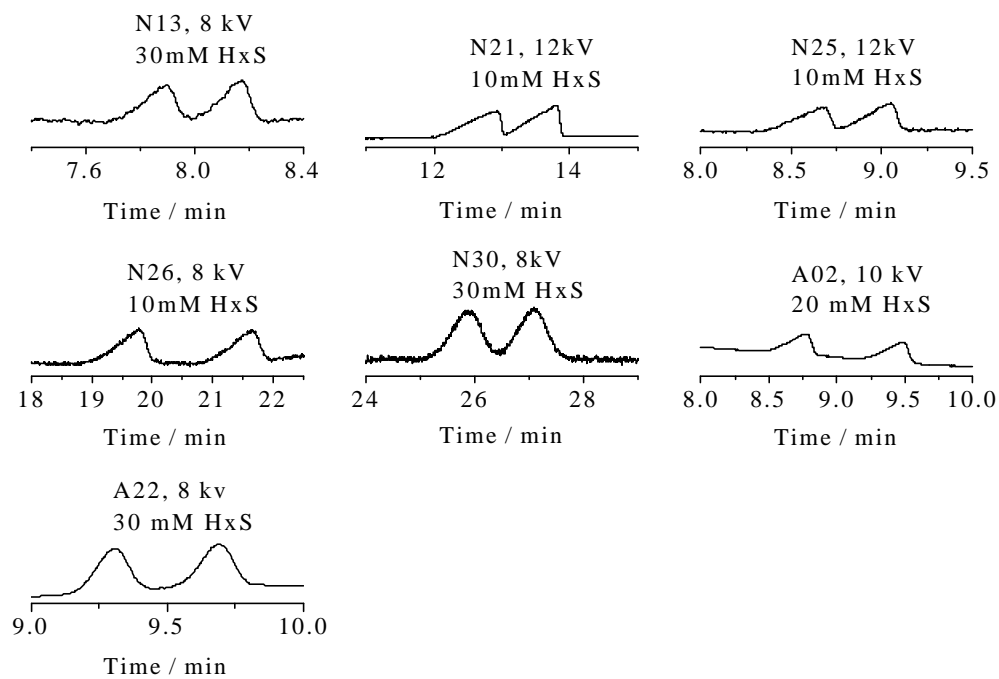 N13, 8 kV
30mM HxS
7.6 8.0 8.4
Time / min
N21, 12kV
10mM HxS
12 14
Time / min
N25, 12kV
10mM HxS
8.0 8.5 9.0 9.5
Time / min
N26, 8 kV
10mM HxS
18 19 20 21 22
Time / min
N30, 8kV
30mM HxS
24 26 28
Time / min
A02, 10 kV
20 mM HxS
8.0 8.5 9.0 9.5 10.0
Time / min
A22, 8 kv
30 mM HxS
9.0 9.5 10.0
Time / min